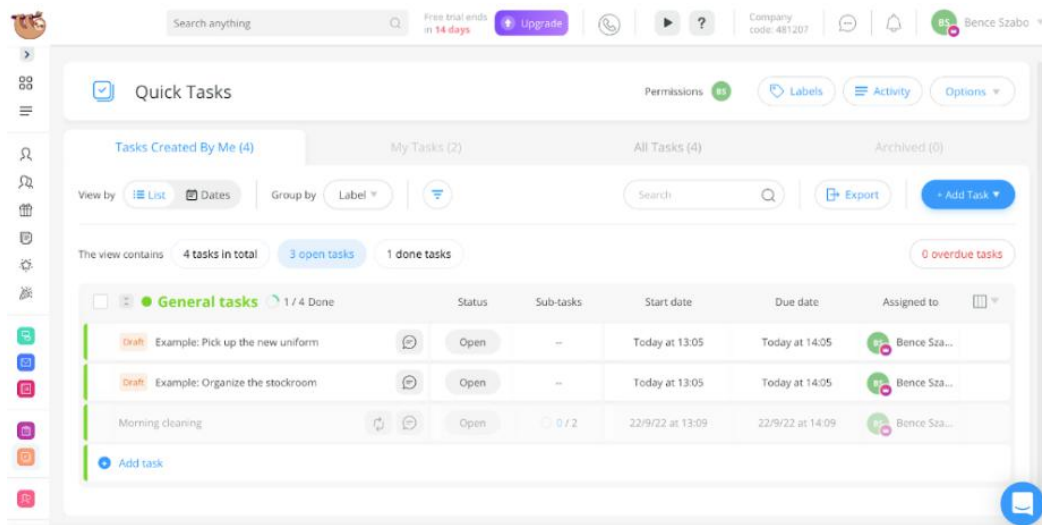 Search anything
Free trial ends
in 14 days
Upgrade
?
Company
code: 481207
BS
Bence Szabo
Quick Tasks
Permissions BS
Labels
Activity
Options
Tasks Created By Me (4)
My Tasks (2)
All Tasks (4)
Archived (0)
View by List Dates
Group by Label
Search
Export
+ Add Task
The view contains 4 tasks in total 3 open tasks 1 done tasks 0 overdue tasks
General tasks 1 / 4 Done Status Sub-tasks Start date Due date Assigned to
Draft Example: Pick up the new uniform Open -- Today at 13:05 Today at 14:05 BS Bence Sza...
Draft Example: Organize the stockroom Open -- Today at 13:05 Today at 14:05 BS Bence Sza...
Morning cleaning Open 0 / 2 22/9/22 at 13:09 22/9/22 at 14:09 BS Bence Sza...
Add task